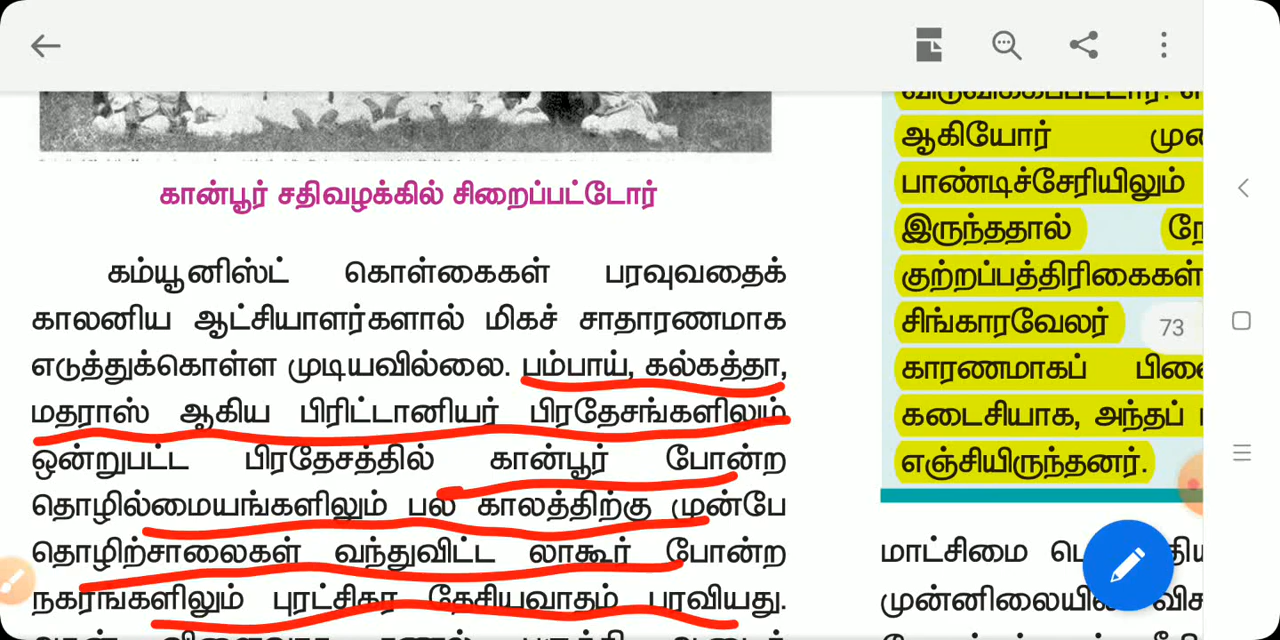 கான்பூர் சதிவழக்கில் சிறைப்பட்டோர்
கம்யூனிஸ்ட் கொள்கைகள் பரவுவதைக்
காலனிய ஆட்சியாளர்களால் மிகச் சாதாரணமாக
எடுத்துக்கொள்ள முடியவில்லை. பம்பாய், கல்கத்தா,
மதராஸ் ஆகிய பிரிட்டானியர் பிரதேசங்களிலும்
ஒன்றுபட்ட பிரதேசத்தில் கான்பூர் போன்ற
தொழில்மையங்களிலும் பல காலத்திற்கு முன்பே
தொழிற்சாலைகள் வந்துவிட்ட லாகூர் போன்ற
நகரங்களிலும் புரட்சிகர தேசியவாதம் பரவியது.
ஆகியோர்
பாண்டிச்சேரியிலும்
இருந்ததால்
குற்றப்பத்திரிகைகள்
சிங்காரவேலர்
73
காரணமாகப்
கடைசியாக, அந்தப்
எஞ்சியிருந்தனர்.
மாட்சிமை